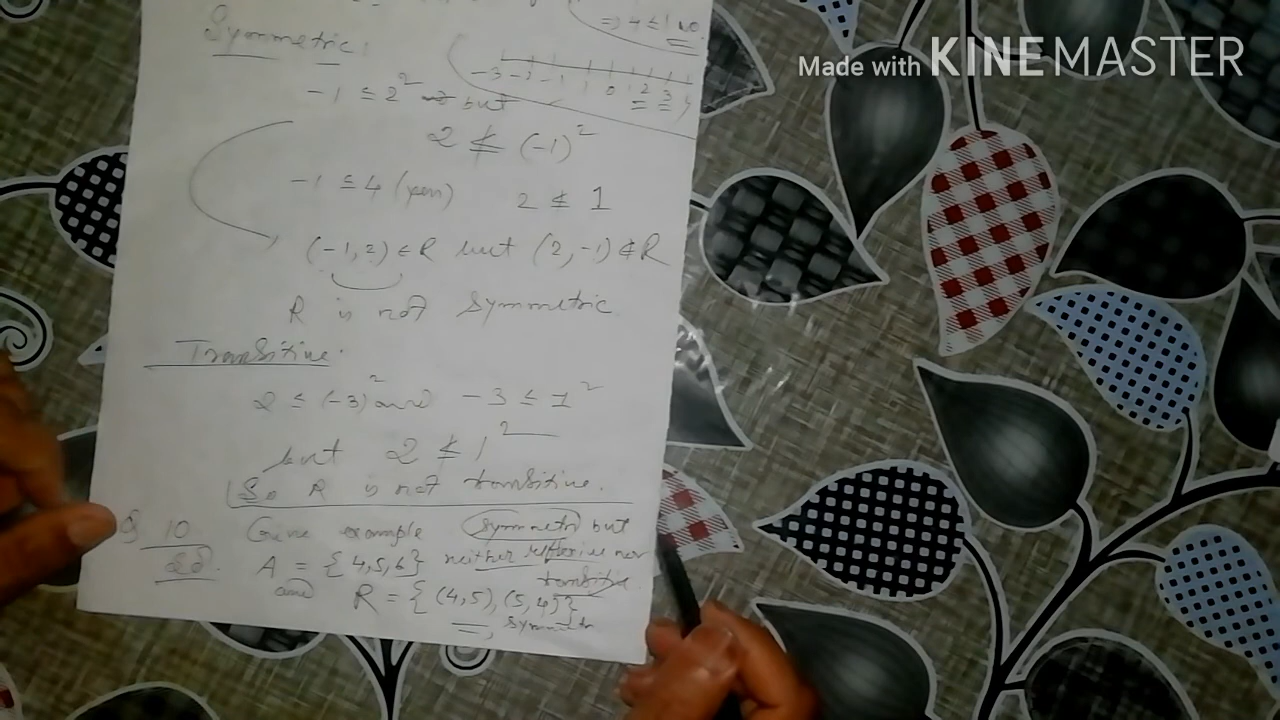 ⇒ 4 ≤ 1 no
Symmetric:
-3 -2 -1 0 2 3
-1 ≤ 2² but
2 ≰ (-1)²
-1 ≤ 4 (yes) 2 ≰ 1
(-1, 2) ∈ R but (2, -1) ∉ R
R is not symmetric
Transitive:
2 ≤ (-3)² and -3 ≤ 1²
but 2 ≰ 1²
So R is not transitive.
Q 10 Give example symmetric but
A = {4,5,6} neither reflexive nor
transitive
and R = {(4,5), (5,4)}
symmetric
Made with KINEMASTER